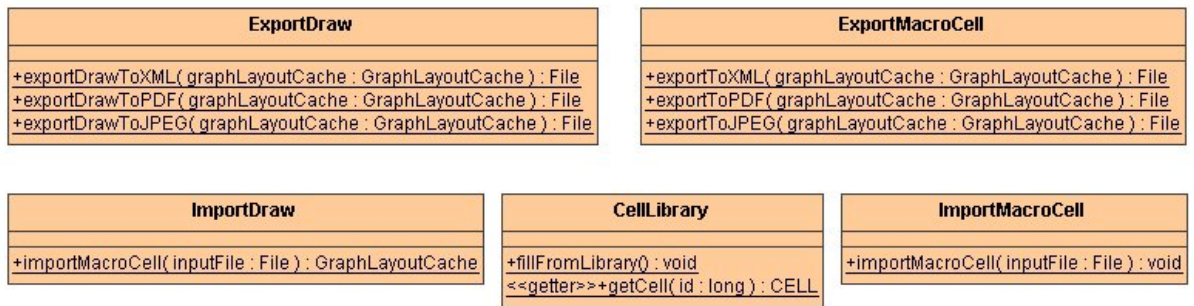 ExportDraw
+exportDrawToXML( graphLayoutCache : GraphLayoutCache ) : File
+exportDrawToPDF( graphLayoutCache : GraphLayoutCache ) : File
+exportDrawToJPEG( graphLayoutCache : GraphLayoutCache ) : File
ExportMacroCell
+exportToXML( graphLayoutCache : GraphLayoutCache ) : File
+exportToPDF( graphLayoutCache : GraphLayoutCache ) : File
+exportToJPEG( graphLayoutCache : GraphLayoutCache ) : File
ImportDraw
+importMacroCell( inputFile : File ) : GraphLayoutCache
CellLibrary
+fillFromLibrary() : void
<<getter>>+getCell( id : long ) : CELL
ImportMacroCell
+importMacroCell( inputFile : File ) : void